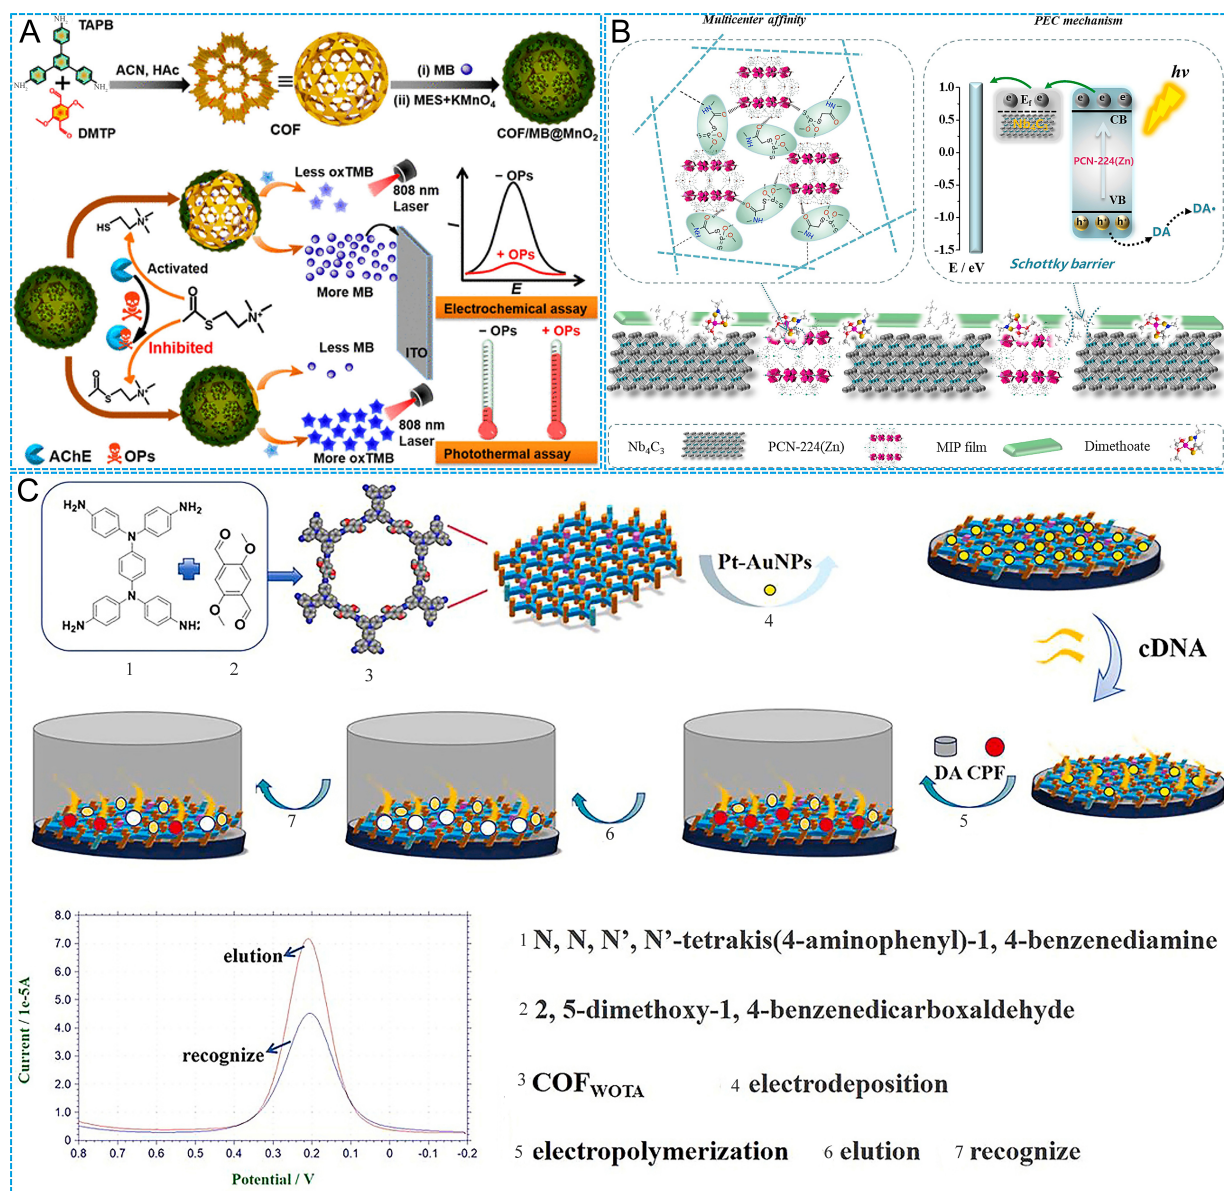 A
TAPB
NH2
NH2
NH2
DMTP
ACN, HAc
COF
(i) MB
(ii) MES+KMnO4
COF/MB@MnO2
HS
N+
Activated
Inhibited
O
S
N+
O
S
N+
AChE
OPs
Less oxTMB
808 nm
Laser
More MB
ITO
Less MB
808 nm
Laser
More oxTMB
I
− OPs
+ OPs
E
Electrochemical assay
− OPs
+ OPs
Photothermal assay
B
Multicenter affinity
PEC mechanism
hν
1.0
0.5
0.0
-0.5
-1.0
-1.5
E / eV
e
Ef
e
Nb4C3
e
e
e
CB
PCN-224(Zn)
VB
h+
h+
h+
DA
DA•
Schottky barrier
Nb4C3
PCN-224(Zn)
MIP film
Dimethoate
C
H2N
NH2
N
N
H2N
NH2
O
O
O
O
1
2
3
Pt-AuNPs
4
cDNA
DA CPF
5
6
7
8.0
7.0
6.0
5.0
4.0
3.0
2.0
1.0
0
0.8 0.7 0.6 0.5 0.4 0.3 0.2 0.1 0 -0.1 -0.2
Current / 1e-5A
Potential / V
elution
recognize
1 N, N, N’, N’-tetrakis(4-aminophenyl)-1, 4-benzenediamine
2 2, 5-dimethoxy-1, 4-benzenedicarboxaldehyde
3 COFWOTA 4 electrodeposition
5 electropolymerization 6 elution 7 recognize